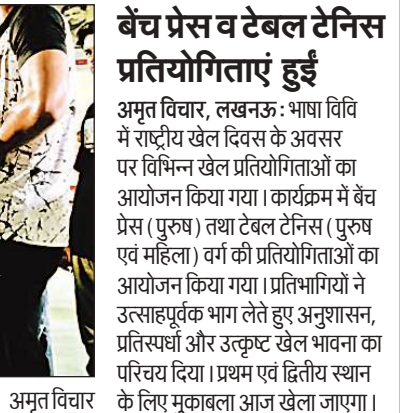 बेंच प्रेस व टेबल टेनिस
प्रतियोगिताएं हुईं
अमृत विचार, लखनऊ : भाषा विवि
में राष्ट्रीय खेल दिवस के अवसर
पर विभिन्न खेल प्रतियोगिताओं का
आयोजन किया गया। कार्यक्रम में बेंच
प्रेस ( पुरुष ) तथा टेबल टेनिस ( पुरुष
एवं महिला ) वर्ग की प्रतियोगिताओं का
आयोजन किया गया। प्रतिभागियों ने
उत्साहपूर्वक भाग लेते हुए अनुशासन,
प्रतिस्पर्धा और उत्कृष्ट खेल भावना का
परिचय दिया। प्रथम एवं द्वितीय स्थान
के लिए मुकाबला आज खेला जाएगा।
अमृत विचार